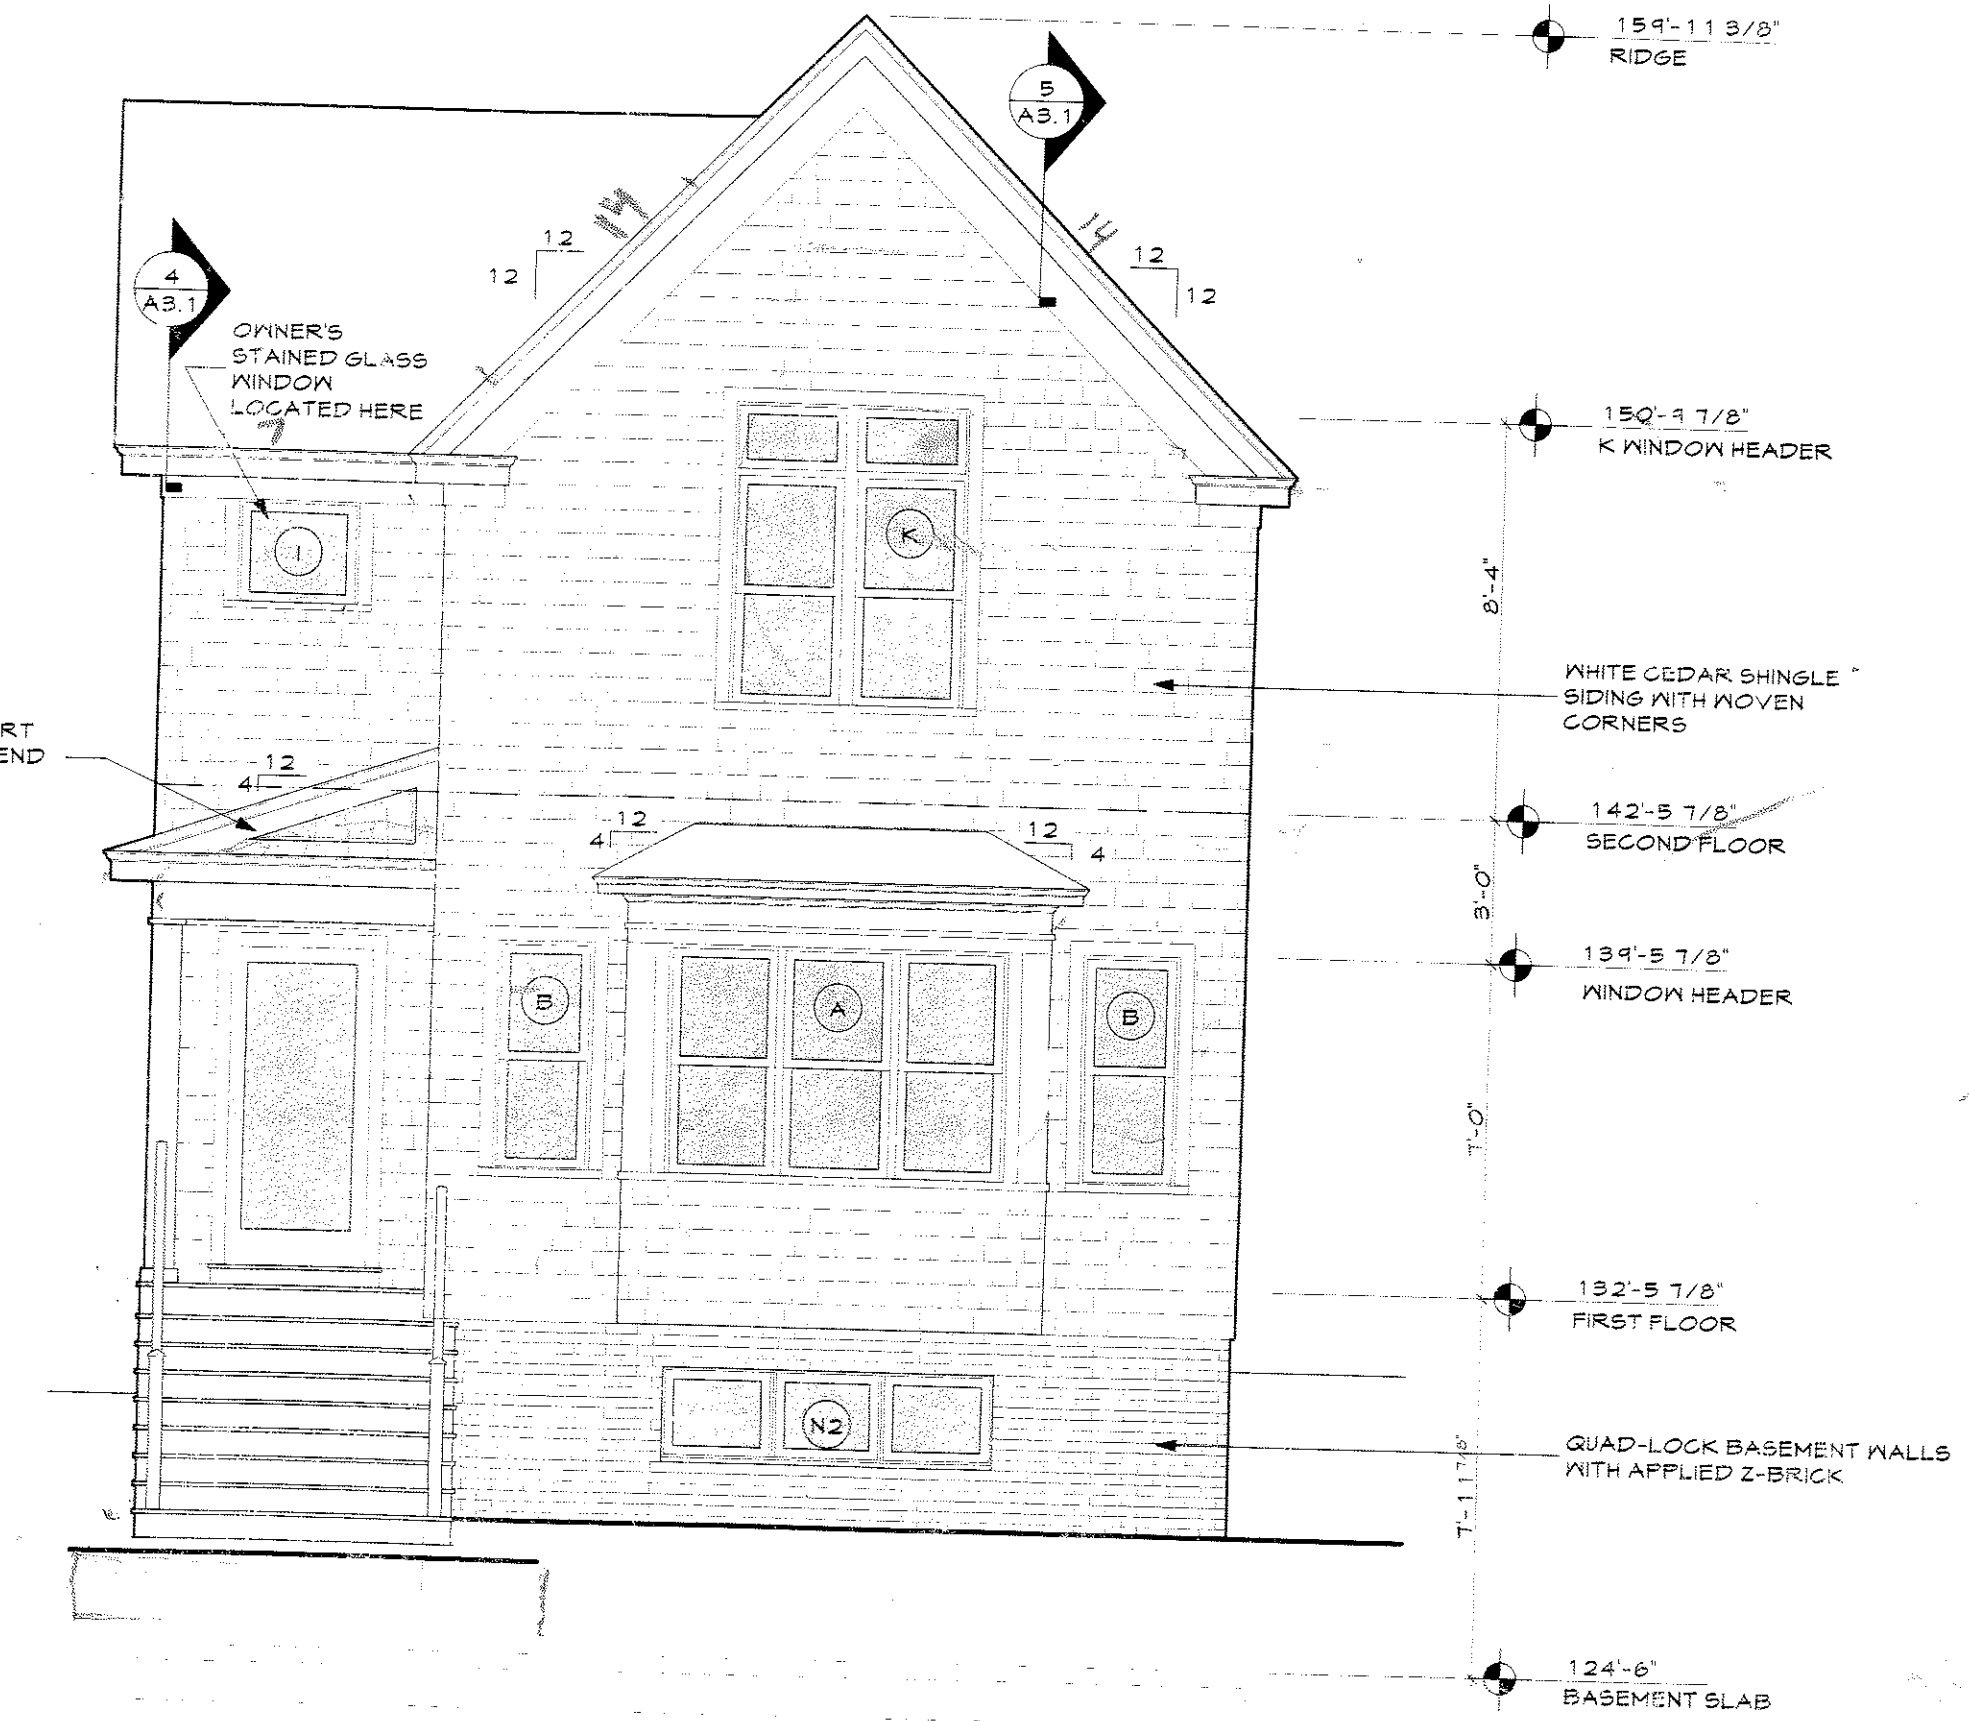 159'-11 3/8"
RIDGE
5
A3.1
14
12
12
12
12
4
A3.1
OWNER'S
STAINED GLASS
WINDOW
LOCATED HERE
150'-9 7/8"
K WINDOW HEADER
I
K
8'-4"
WHITE CEDAR SHINGLE
SIDING WITH WOVEN
CORNERS
RT
END
12
4
12
4
12
4
142'-5 7/8"
SECOND FLOOR
3'-0"
139'-5 7/8"
WINDOW HEADER
B
A
B
7'-0"
132'-5 7/8"
FIRST FLOOR
N2
QUAD-LOCK BASEMENT WALLS
WITH APPLIED Z-BRICK
7'-11 7/8"
124'-6"
BASEMENT SLAB